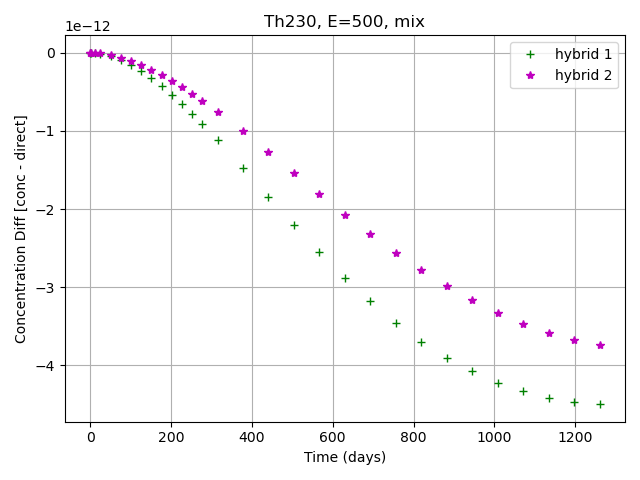 Th230, E=500, mix
1e−12
hybrid 1
hybrid 2
0
−1
−2
−3
−4
Concentration Diff [conc - direct]
0 200 400 600 800 1000 1200
Time (days)